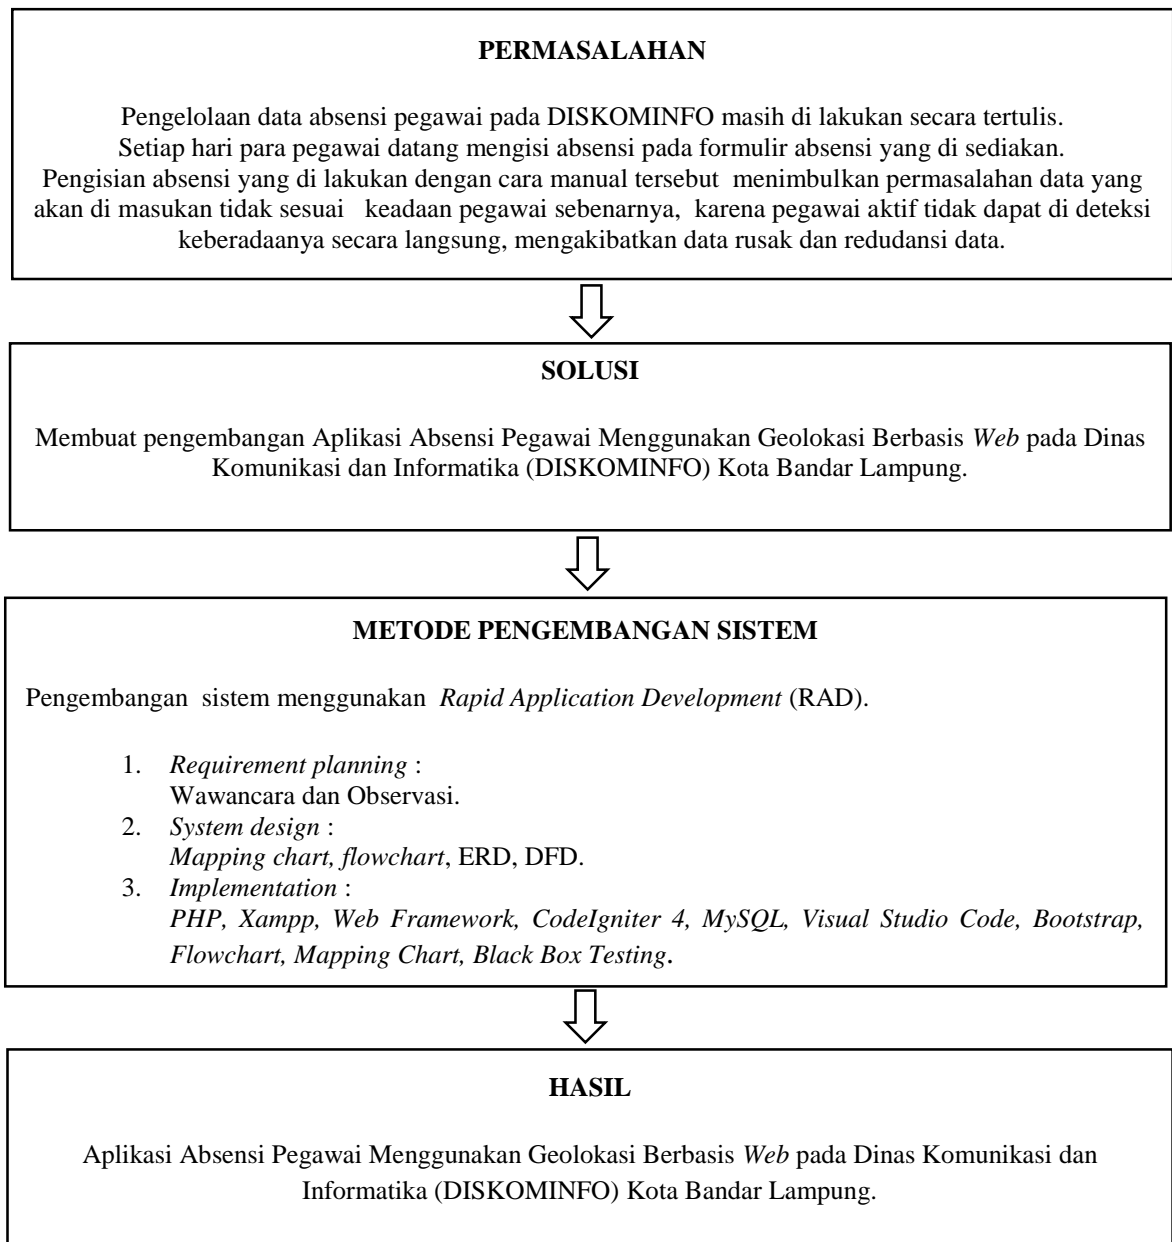 PERMASALAHAN
Pengelolaan data absensi pegawai pada DISKOMINFO masih di lakukan secara tertulis.
Setiap hari para pegawai datang mengisi absensi pada formulir absensi yang di sediakan.
Pengisian absensi yang di lakukan dengan cara manual tersebut menimbulkan permasalahan data yang
akan di masukan tidak sesuai keadaan pegawai sebenarnya, karena pegawai aktif tidak dapat di deteksi
keberadaanya secara langsung, mengakibatkan data rusak dan redudansi data.
SOLUSI
Membuat pengembangan Aplikasi Absensi Pegawai Menggunakan Geolokasi Berbasis Web pada Dinas
Komunikasi dan Informatika (DISKOMINFO) Kota Bandar Lampung.
METODE PENGEMBANGAN SISTEM
Pengembangan sistem menggunakan Rapid Application Development (RAD).
1. Requirement planning :
Wawancara dan Observasi.
2. System design :
Mapping chart, flowchart, ERD, DFD.
3. Implementation :
PHP, Xampp, Web Framework, CodeIgniter 4, MySQL, Visual Studio Code, Bootstrap,
Flowchart, Mapping Chart, Black Box Testing.
HASIL
Aplikasi Absensi Pegawai Menggunakan Geolokasi Berbasis Web pada Dinas Komunikasi dan
Informatika (DISKOMINFO) Kota Bandar Lampung.